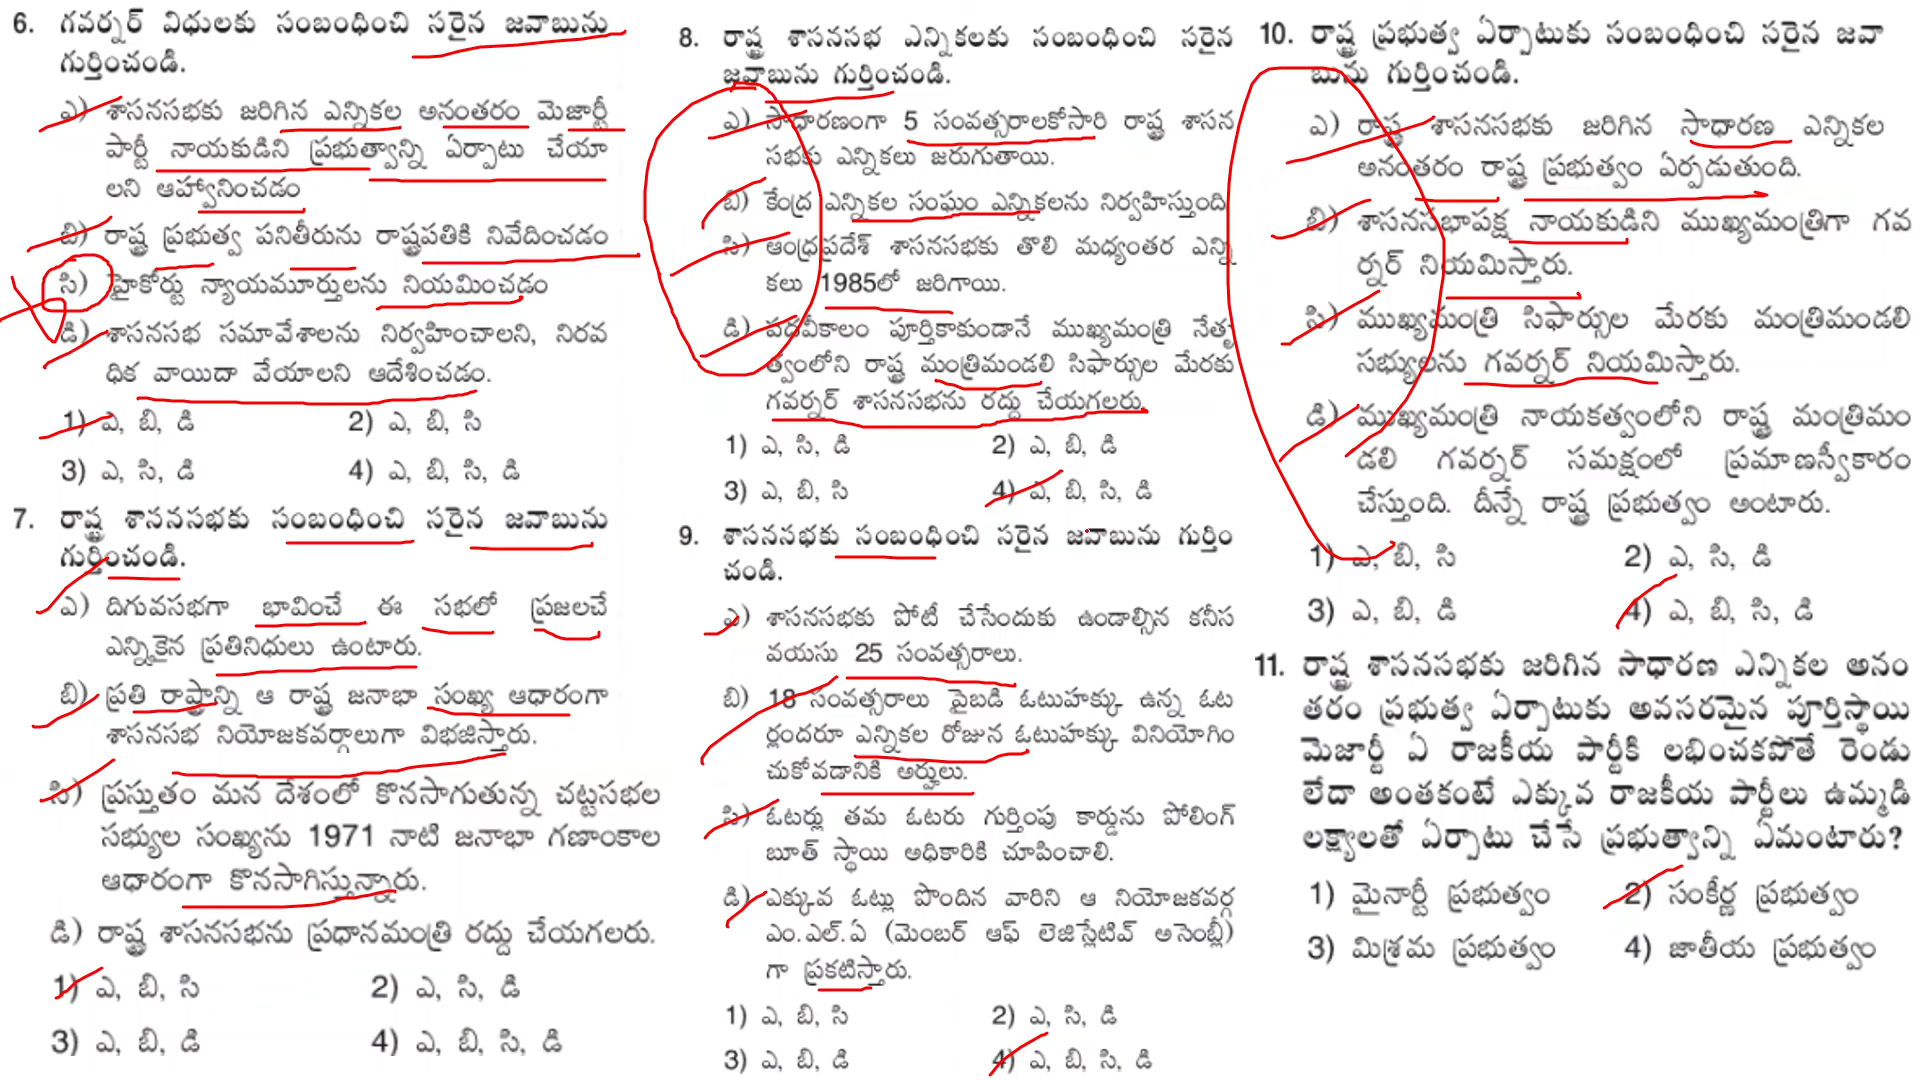 6. గవర్నర్ విధులకు సంబంధించి సరైన జవాబును
గుర్తించండి.
ఎ) శాసనసభకు జరిగిన ఎన్నికల అనంతరం మెజార్టీ
పార్టీ నాయకుడిని ప్రభుత్వాన్ని ఏర్పాటు చేయా
లని ఆహ్వానించడం
బి) రాష్ట్ర ప్రభుత్వ పనితీరును రాష్ట్రపతికి నివేదించడం
సి) హైకోర్టు న్యాయమూర్తులను నియమించడం
డి) శాసనసభ సమావేశాలను నిర్వహించాలని, నిరవ
ధిక వాయిదా వేయాలని ఆదేశించడం.
1) ఎ, బి, డి 2) ఎ, బి, సి
3) ఎ, సి, డి 4) ఎ, బి, సి, డి
7. రాష్ట్ర శాసనసభకు సంబంధించి సరైన జవాబును
గుర్తించండి.
ఎ) దిగువసభగా భావించే ఈ సభలో ప్రజలచే
ఎన్నికైన ప్రతినిధులు ఉంటారు.
బి) ప్రతి రాష్ట్రాన్ని ఆ రాష్ట్ర జనాభా సంఖ్య ఆధారంగా
శాసనసభ నియోజకవర్గాలుగా విభజిస్తారు.
సి) ప్రస్తుతం మన దేశంలో కొనసాగుతున్న చట్టసభల
సభ్యుల సంఖ్యను 1971 నాటి జనాభా గణాంకాల
ఆధారంగా కొనసాగిస్తున్నారు.
డి) రాష్ట్ర శాసనసభను ప్రధానమంత్రి రద్దు చేయగలరు.
1) ఎ, బి, సి 2) ఎ, సి, డి
3) ఎ, బి, డి 4) ఎ, బి, సి, డి
8. రాష్ట్ర శాసనసభ ఎన్నికలకు సంబంధించి సరైన
జవాబును గుర్తించండి.
ఎ) సాధారణంగా 5 సంవత్సరాలకోసారి రాష్ట్ర శాసన
సభకు ఎన్నికలు జరుగుతాయి.
బి) కేంద్ర ఎన్నికల సంఘం ఎన్నికలను నిర్వహిస్తుంది
సి) ఆంధ్రప్రదేశ్ శాసనసభకు తొలి మధ్యంతర ఎన్ని
కలు 1985లో జరిగాయి.
డి) పదవీకాలం పూర్తికాకుండానే ముఖ్యమంత్రి నేతృ
త్వంలోని రాష్ట్ర మంత్రిమండలి సిఫార్సుల మేరకు
గవర్నర్ శాసనసభను రద్దు చేయగలరు.
1) ఎ, సి, డి 2) ఎ, బి, డి
3) ఎ, బి, సి 4) ఎ, బి, సి, డి
9. శాసనసభకు సంబంధించి సరైన జవాబును గుర్తిం
చండి.
ఎ) శాసనసభకు పోటీ చేసేందుకు ఉండాల్సిన కనీస
వయసు 25 సంవత్సరాలు.
బి) 18 సంవత్సరాలు పైబడి ఓటుహక్కు ఉన్న ఓట
ర్లందరూ ఎన్నికల రోజున ఓటుహక్కు వినియోగిం
చుకోవడానికి అర్హులు.
సి) ఓటర్లు తమ ఓటరు గుర్తింపు కార్డును పోలింగ్
బూత్ స్థాయి అధికారికి చూపించాలి.
డి) ఎక్కువ ఓట్లు పొందిన వారిని ఆ నియోజకవర్గ
ఎం.ఎల్.ఏ (మెంబర్ ఆఫ్ లెజిస్లేటివ్ అసెంబ్లీ)
గా ప్రకటిస్తారు.
1) ఎ, బి, సి 2) ఎ, సి, డి
3) ఎ, బి, డి 4) ఎ, బి, సి, డి
10. రాష్ట్ర ప్రభుత్వ ఏర్పాటుకు సంబంధించి సరైన జవా
బును గుర్తించండి.
ఎ) రాష్ట్ర శాసనసభకు జరిగిన సాధారణ ఎన్నికల
అనంతరం రాష్ట్ర ప్రభుత్వం ఏర్పడుతుంది.
బి) శాసనసభాపక్ష నాయకుడిని ముఖ్యమంత్రిగా గవ
ర్నర్ నియమిస్తారు.
సి) ముఖ్యమంత్రి సిఫార్సుల మేరకు మంత్రిమండలి
సభ్యులను గవర్నర్ నియమిస్తారు.
డి) ముఖ్యమంత్రి నాయకత్వంలోని రాష్ట్ర మంత్రిమం
డలి గవర్నర్ సమక్షంలో ప్రమాణస్వీకారం
చేస్తుంది. దీన్నే రాష్ట్ర ప్రభుత్వం అంటారు.
1) ఎ, బి, సి 2) ఎ, సి, డి
3) ఎ, బి, డి 4) ఎ, బి, సి, డి
11. రాష్ట్ర శాసనసభకు జరిగిన సాధారణ ఎన్నికల అనం
తరం ప్రభుత్వ ఏర్పాటుకు అవసరమైన పూర్తిస్థాయి
మెజార్టీ ఏ రాజకీయ పార్టీకి లభించకపోతే రెండు
లేదా అంతకంటే ఎక్కువ రాజకీయ పార్టీలు ఉమ్మడి
లక్ష్యాలతో ఏర్పాటు చేసే ప్రభుత్వాన్ని ఏమంటారు?
1) మైనార్టీ ప్రభుత్వం 2) సంకీర్ణ ప్రభుత్వం
3) మిశ్రమ ప్రభుత్వం 4) జాతీయ ప్రభుత్వం